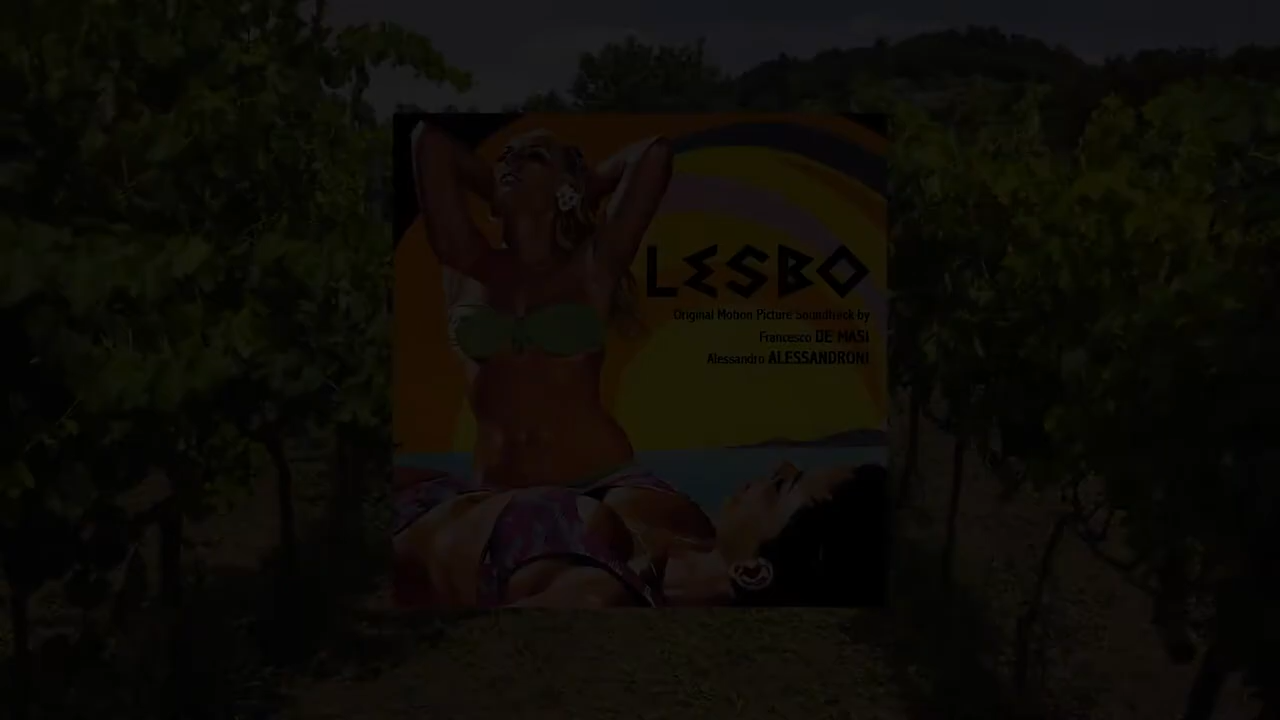 LESBO
Original Motion Picture Soundtrack by
Francesco DE MASI
Alessandro ALESSANDRONI